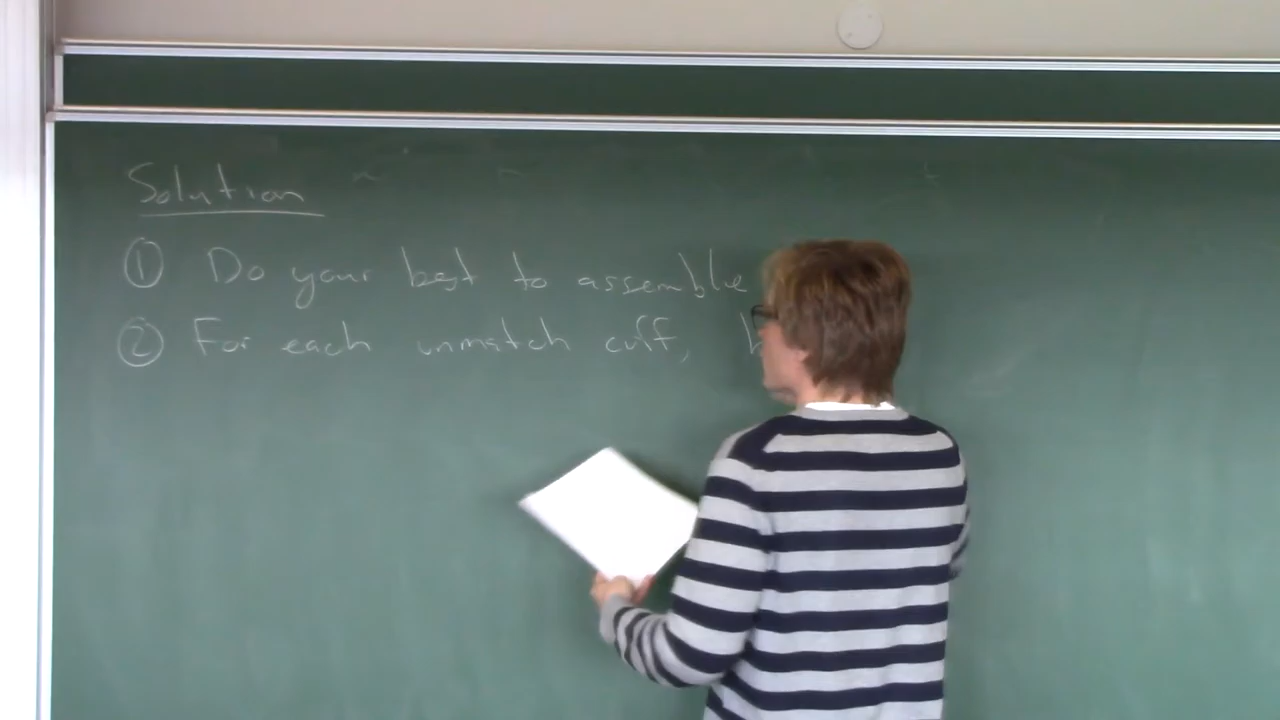 Solution
① Do your best to assemble
② For each unmatch cuff,